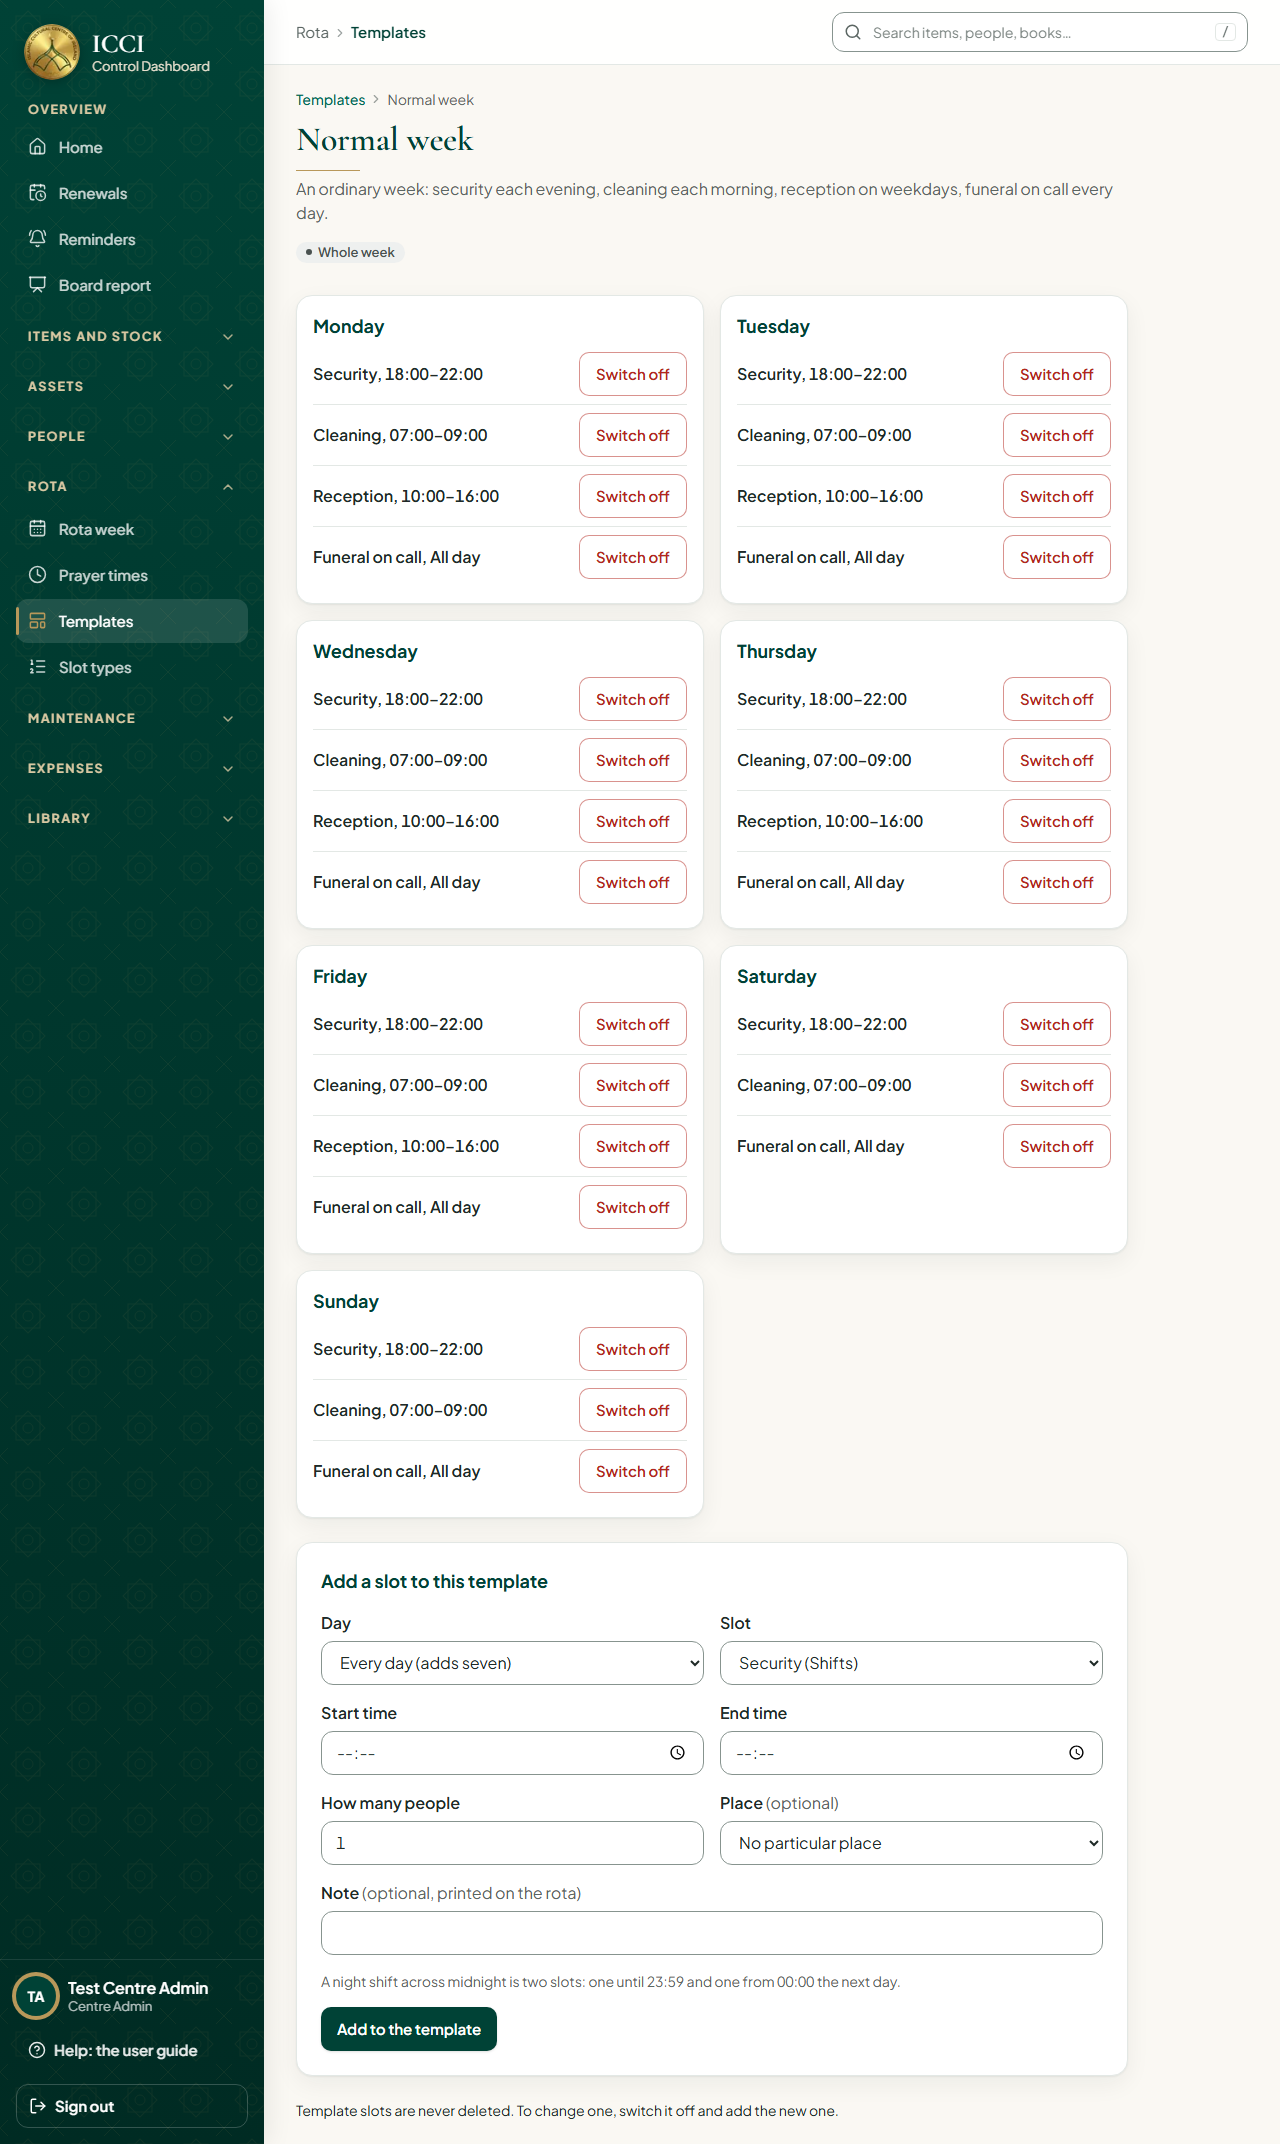 ICCI
Control Dashboard
OVERVIEW
Home
Renewals
Reminders
Board report
ITEMS AND STOCK
ASSETS
PEOPLE
ROTA
Rota week
Prayer times
Templates
Slot types
MAINTENANCE
EXPENSES
LIBRARY
TA
Test Centre Admin
Centre Admin
Help: the user guide
Sign out
Rota > Templates
Search items, people, books...
/
Templates > Normal week
Normal week
An ordinary week: security each evening, cleaning each morning, reception on weekdays, funeral on call every
day.
Whole week
Monday
Security, 18:00–22:00 Switch off
Cleaning, 07:00–09:00 Switch off
Reception, 10:00–16:00 Switch off
Funeral on call, All day Switch off
Tuesday
Security, 18:00–22:00 Switch off
Cleaning, 07:00–09:00 Switch off
Reception, 10:00–16:00 Switch off
Funeral on call, All day Switch off
Wednesday
Security, 18:00–22:00 Switch off
Cleaning, 07:00–09:00 Switch off
Reception, 10:00–16:00 Switch off
Funeral on call, All day Switch off
Thursday
Security, 18:00–22:00 Switch off
Cleaning, 07:00–09:00 Switch off
Reception, 10:00–16:00 Switch off
Funeral on call, All day Switch off
Friday
Security, 18:00–22:00 Switch off
Cleaning, 07:00–09:00 Switch off
Reception, 10:00–16:00 Switch off
Funeral on call, All day Switch off
Saturday
Security, 18:00–22:00 Switch off
Cleaning, 07:00–09:00 Switch off
Funeral on call, All day Switch off
Sunday
Security, 18:00–22:00 Switch off
Cleaning, 07:00–09:00 Switch off
Funeral on call, All day Switch off
Add a slot to this template
Day
Every day (adds seven)
Slot
Security (Shifts)
Start time
--:--
End time
--:--
How many people
1
Place (optional)
No particular place
Note (optional, printed on the rota)
A night shift across midnight is two slots: one until 23:59 and one from 00:00 the next day.
Add to the template
Template slots are never deleted. To change one, switch it off and add the new one.